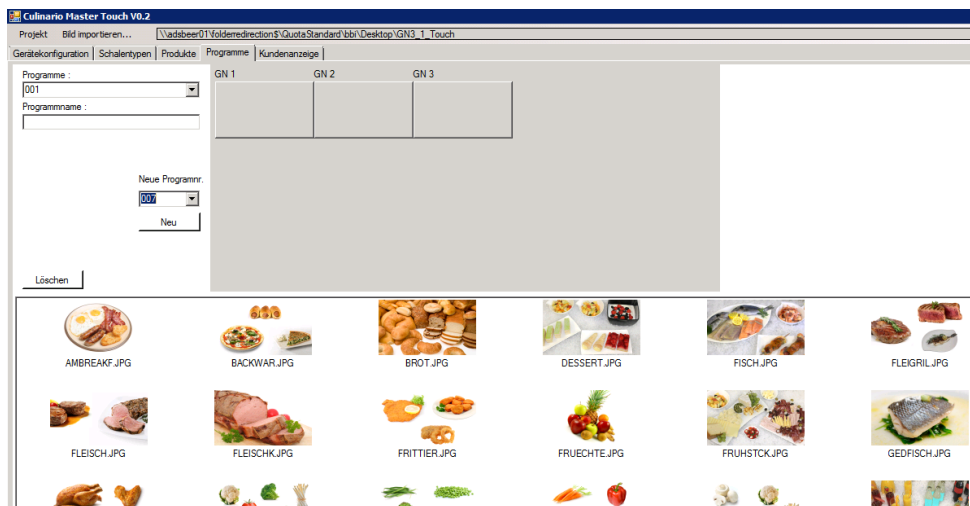 Culinario Master Touch V0.2
Projekt Bild importieren... \\adsbeer01\folderredirection$\QuotaStandard\bbi\Desktop\GN3_1_Touch
Gerätekonfiguration Schalentypen Produkte Programme Kundenanzeige
Programme :
001
Programmname :
GN 1 GN 2 GN 3
Neue Programnr.
007
Neu
Löschen
AMBREAKF.JPG BACKWAR.JPG BROT.JPG DESSERT.JPG FISCH.JPG FLEIGRIL.JPG
FLEISCH.JPG FLEISCHK.JPG FRITTIER.JPG FRUECHTE.JPG FRUHSTCK.JPG GEDFISCH.JPG